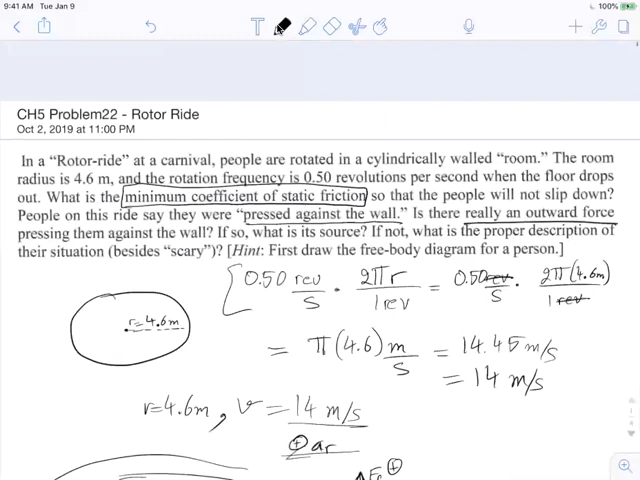 9:41 AM Tue Jan 9
100%
T
CH5 Problem22 - Rotor Ride
Oct 2, 2019 at 11:00 PM
In a “Rotor-ride” at a carnival, people are rotated in a cylindrically walled “room.” The room
radius is 4.6 m, and the rotation frequency is 0.50 revolutions per second when the floor drops
out. What is the minimum coefficient of static friction so that the people will not slip down?
People on this ride say they were “pressed against the wall.” Is there really an outward force
pressing them against the wall? If so, what is its source? If not, what is the proper description of
their situation (besides “scary”)? [Hint: First draw the free-body diagram for a person.]
0.50 rev/s · 2πr/1rev = 0.50 rev/s · 2π(4.6m)/1rev
r=4.6m
= π(4.6) m/s = 14.45 m/s
= 14 m/s
r=4.6m, v = 14 m/s
+ ar
+